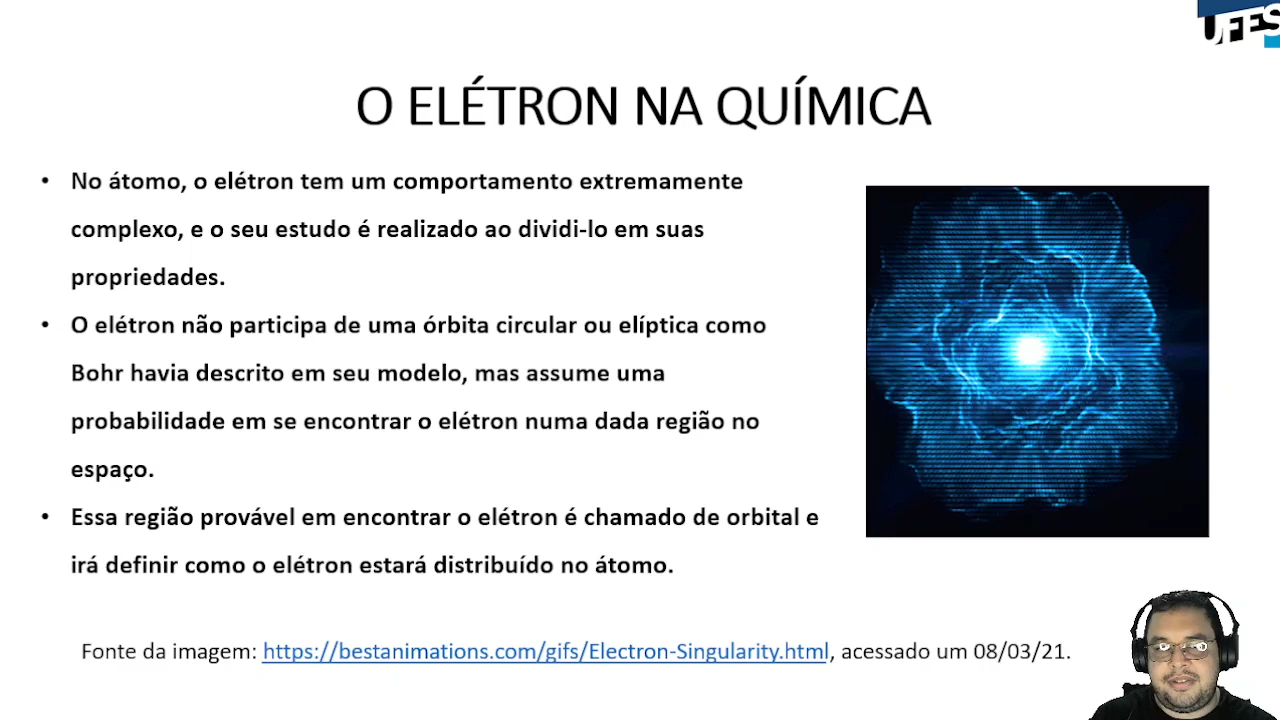 UFES
O ELÉTRON NA QUÍMICA
• No átomo, o elétron tem um comportamento extremamente
complexo, e o seu estudo é realizado ao dividi-lo em suas
propriedades.
• O elétron não participa de uma órbita circular ou elíptica como
Bohr havia descrito em seu modelo, mas assume uma
probabilidade em se encontrar o elétron numa dada região no
espaço.
• Essa região provável em encontrar o elétron é chamado de orbital e
irá definir como o elétron estará distribuído no átomo.
Fonte da imagem: https://bestanimations.com/gifs/Electron-Singularity.html, acessado um 08/03/21.